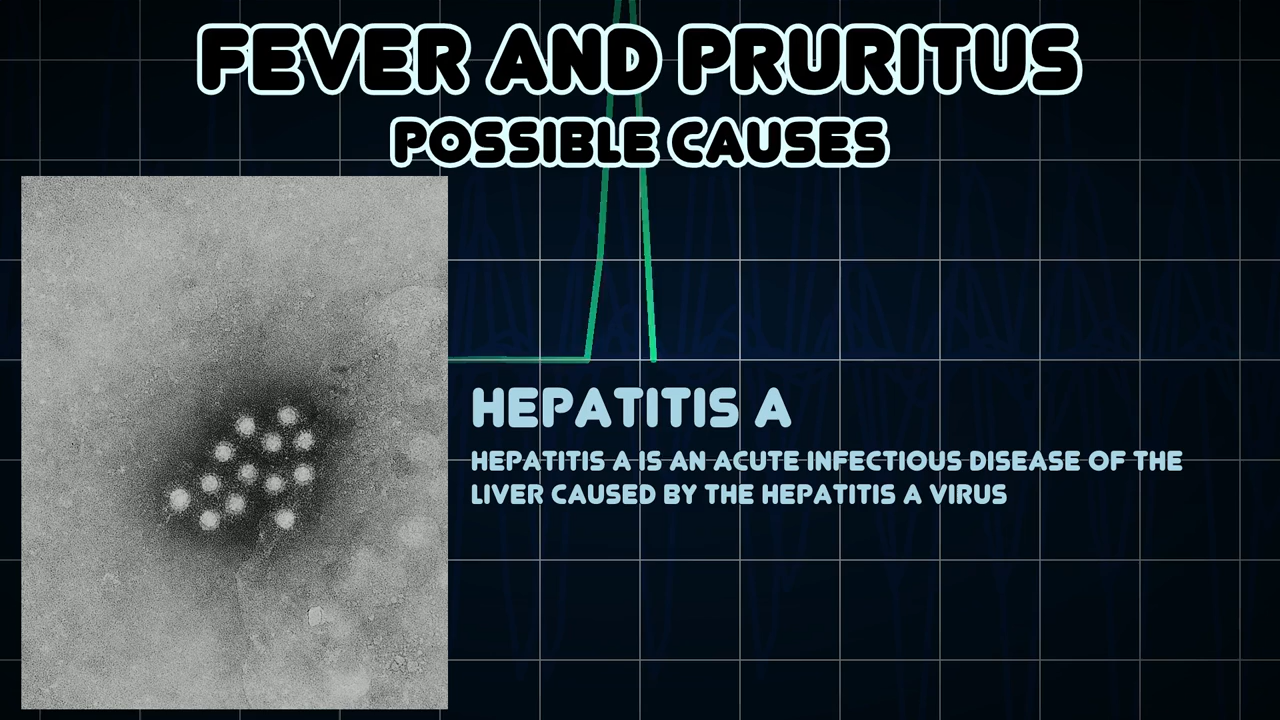 FEVER AND PRURITUS
POSSIBLE CAUSES
HEPATITIS A
HEPATITIS A IS AN ACUTE INFECTIOUS DISEASE OF THE
LIVER CAUSED BY THE HEPATITIS A VIRUS